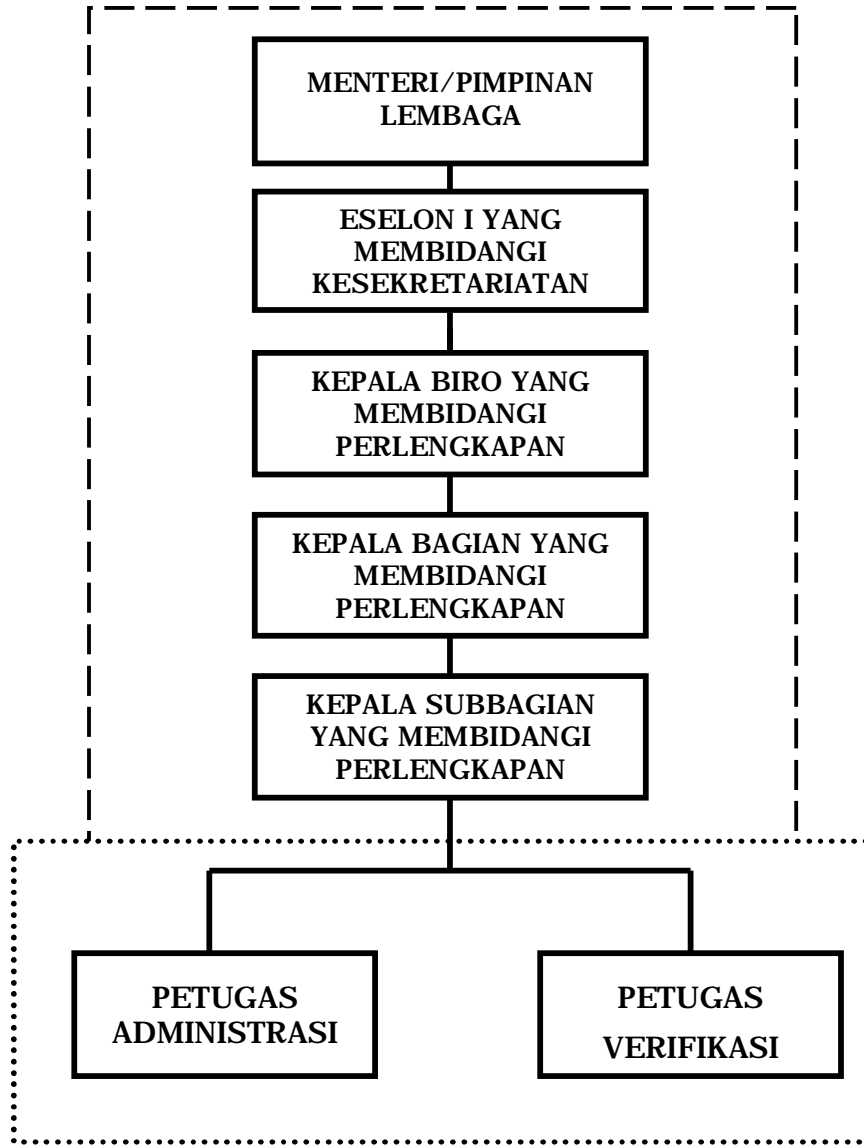 MENTERI/PIMPINAN
LEMBAGA
ESELON I YANG
MEMBIDANGI
KESEKRETARIATAN
KEPALA BIRO YANG
MEMBIDANGI
PERLENGKAPAN
KEPALA BAGIAN YANG
MEMBIDANGI
PERLENGKAPAN
KEPALA SUBBAGIAN
YANG MEMBIDANGI
PERLENGKAPAN
PETUGAS
ADMINISTRASI
PETUGAS
VERIFIKASI